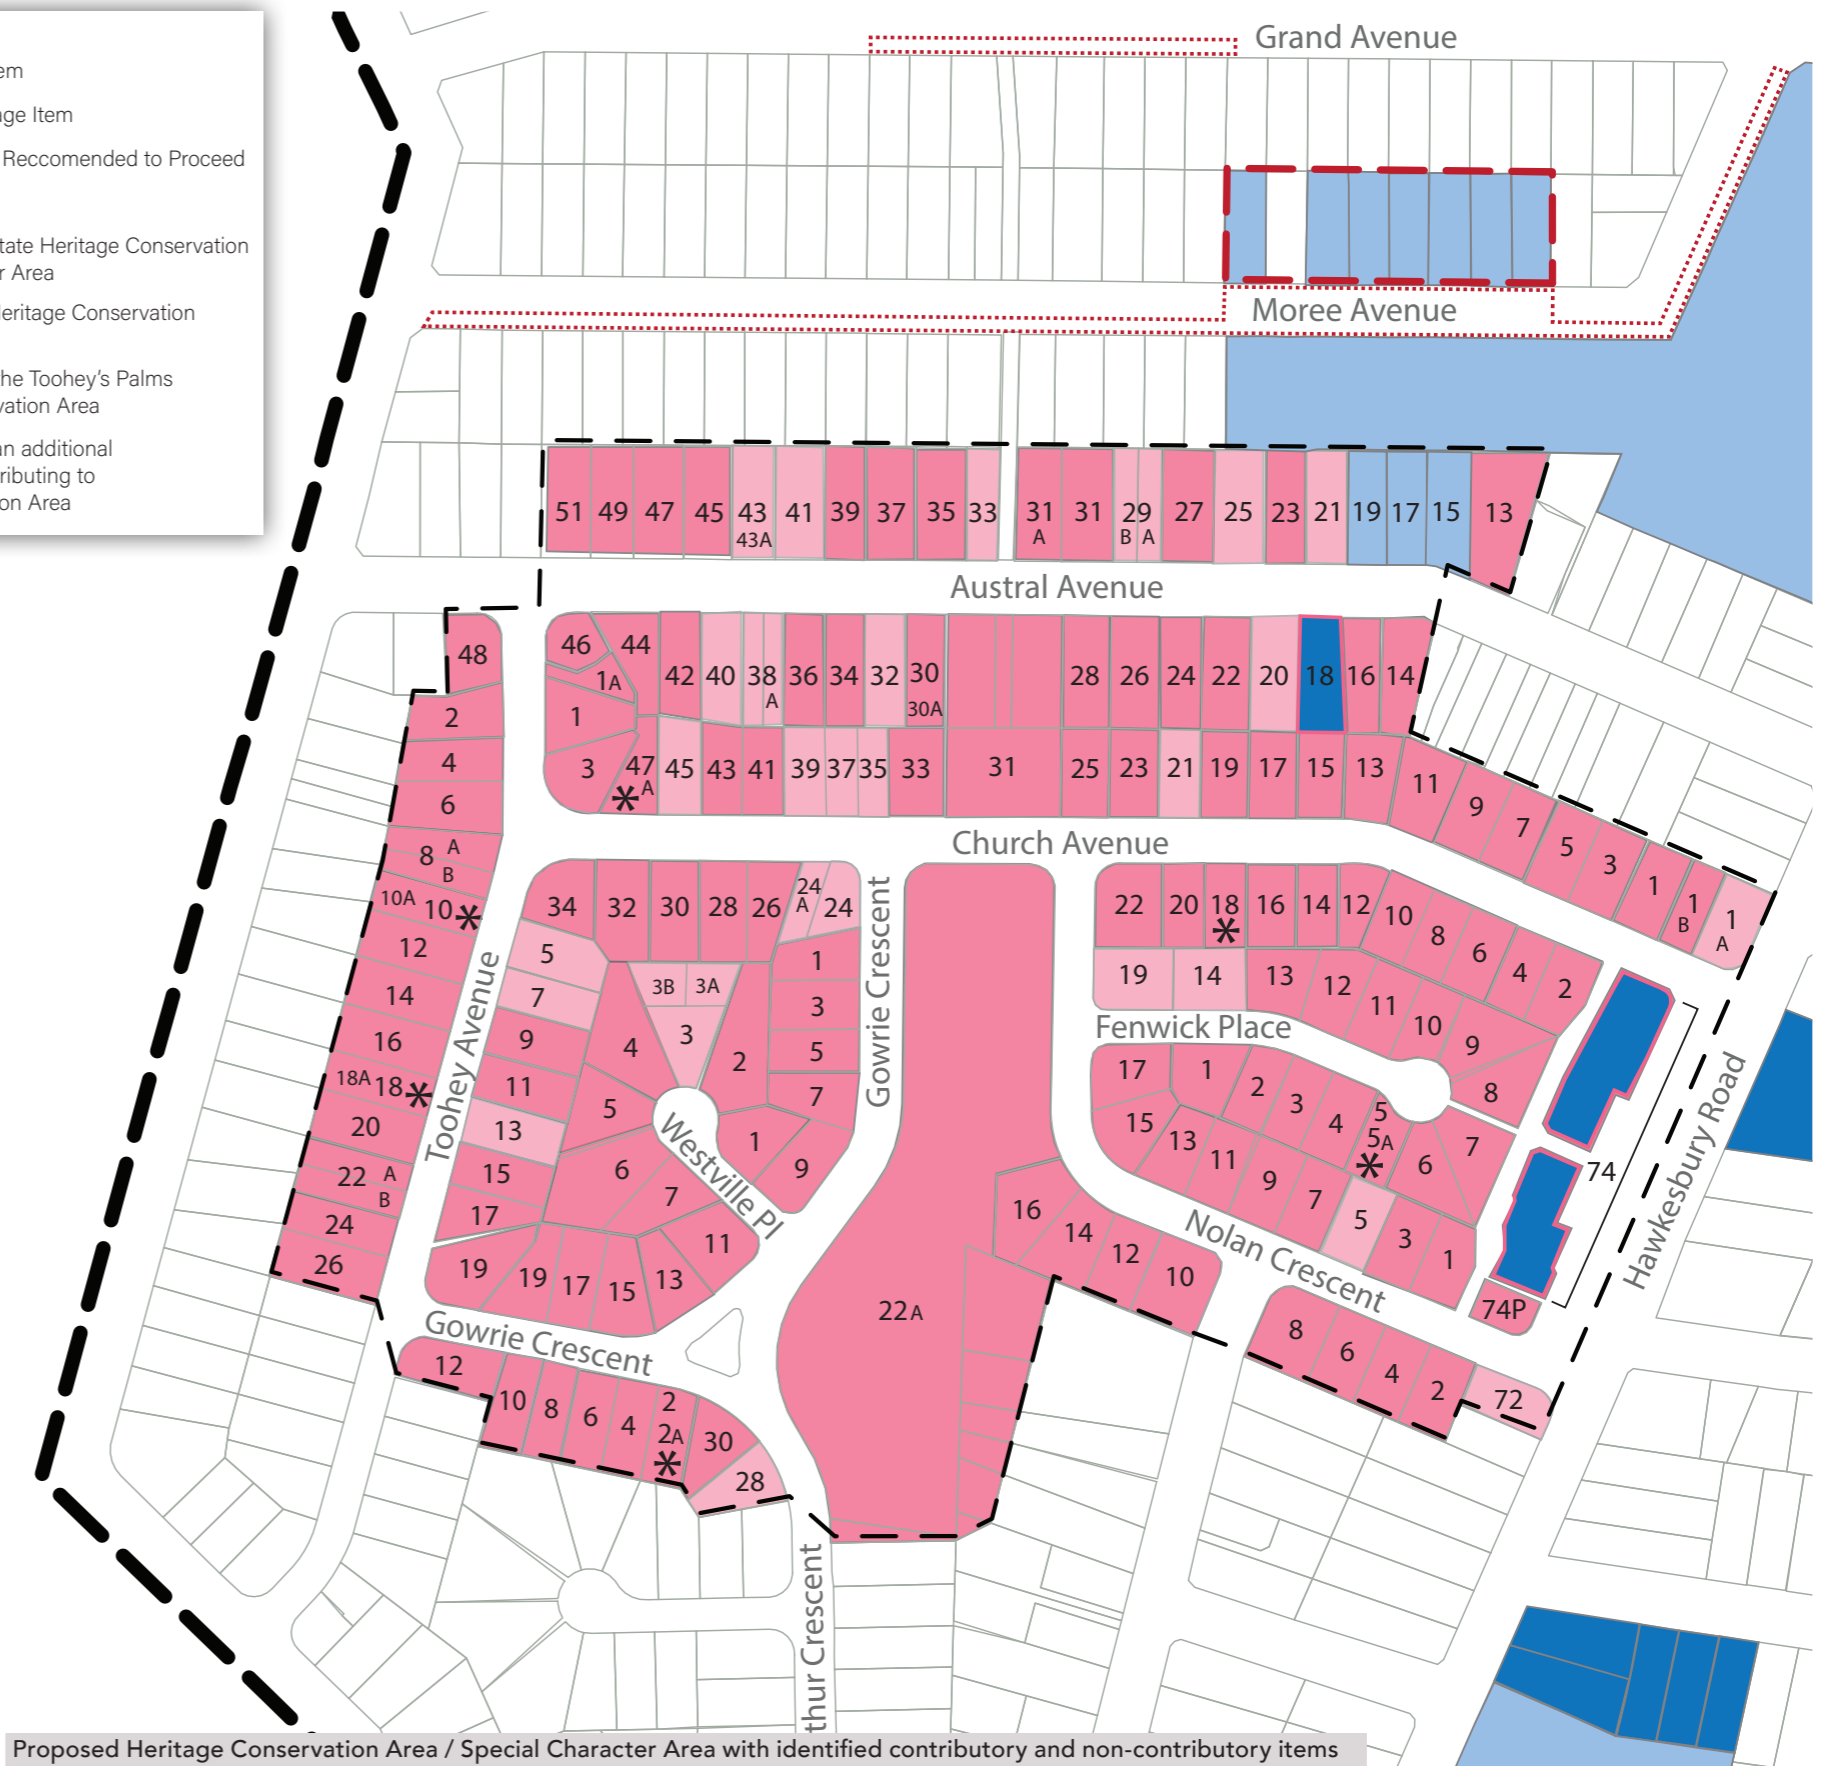 em
age Item
Reccomended to Proceed
tate Heritage Conservation
r Area
Heritage Conservation
the Toohey's Palms
vation Area
an additional
tributing to
on Area
Grand Avenue
Moree Avenue
51 49 47 45 43 41 39 37 35 33 31 31 29 27 25 23 21 19 17 15 13
43A A B A
Austral Avenue
48 46 44 42 40 38 36 34 32 30 28 26 24 22 20 18 16 14
1A A 30A
2 1
4 3 47 45 43 41 39 37 35 33 31 25 23 21 19 17 15 13 11 9 7 5 3 1 1 1
A * B A
6
Church Avenue
8 A
B
10A 10 *
12
14
16
18A 18 *
20
22 A
B
24
26
Toohey Avenue
34 32 30 28 26 24 24
A
5
7
9
11
13
15
17
19 19 17 15 13 11
3B 3A
3
4 2
5 1
6
7
9
1
3
5
7
Westville Pl
Gowrie Crescent
22A
22 20 18 16 14 12 10 8 6 4 2
*
19 14 13 12 11 10 9
8
Fenwick Place
17 1 2 3 4 5
5A
*
6 7
15 13 11 9 7 5 3 1
74
74P
Hawkesbury Road
16 14 12 10
Nolan Crescent
8 6 4 2 72
Gowrie Crescent
12 10 8 6 4 2 30
2A
*
28
thur Crescent
Proposed Heritage Conservation Area / Special Character Area with identified contributory and non-contributory items